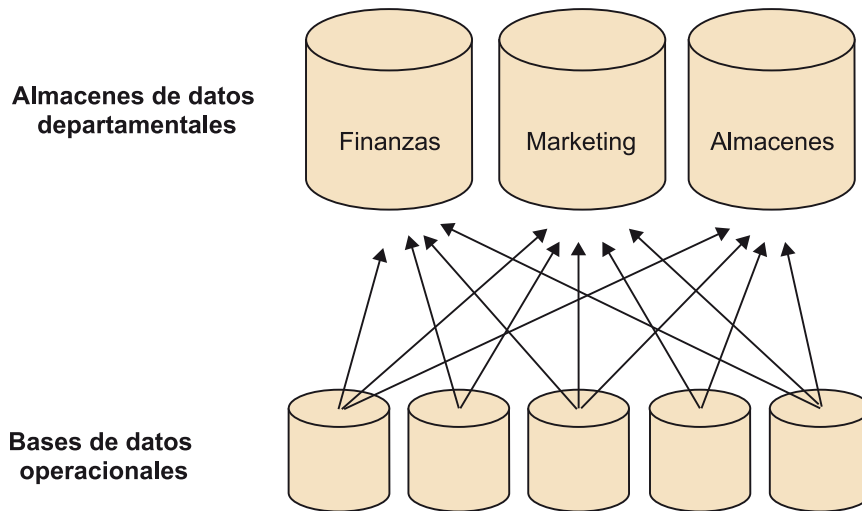 Almacenes de datos
departamentales
Finanzas
Marketing
Almacenes
Bases de datos
operacionales